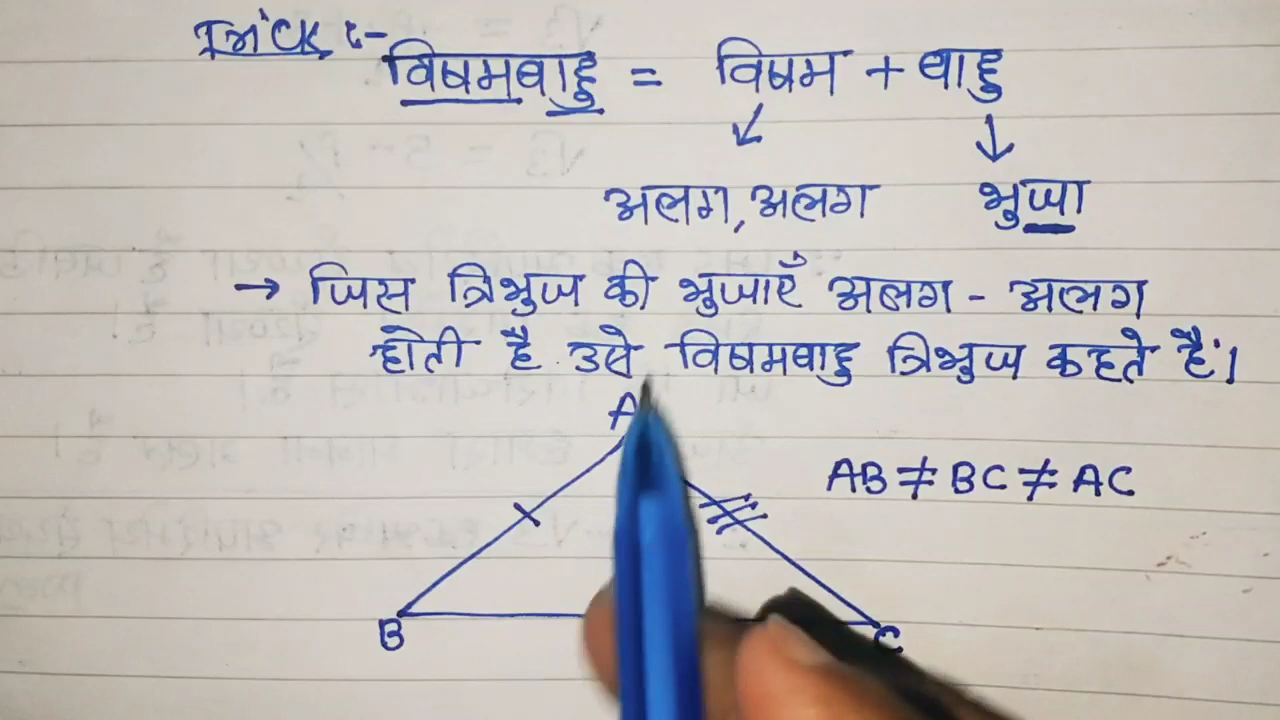 Trick :-
विषमबाहु = विषम + बाहु
अलग, अलग भुजा
→ जिस त्रिभुज की भुजाएँ अलग - अलग
होती है उसे विषमबाहु त्रिभुज कहते हैं।
A
AB ≠ BC ≠ AC
B C